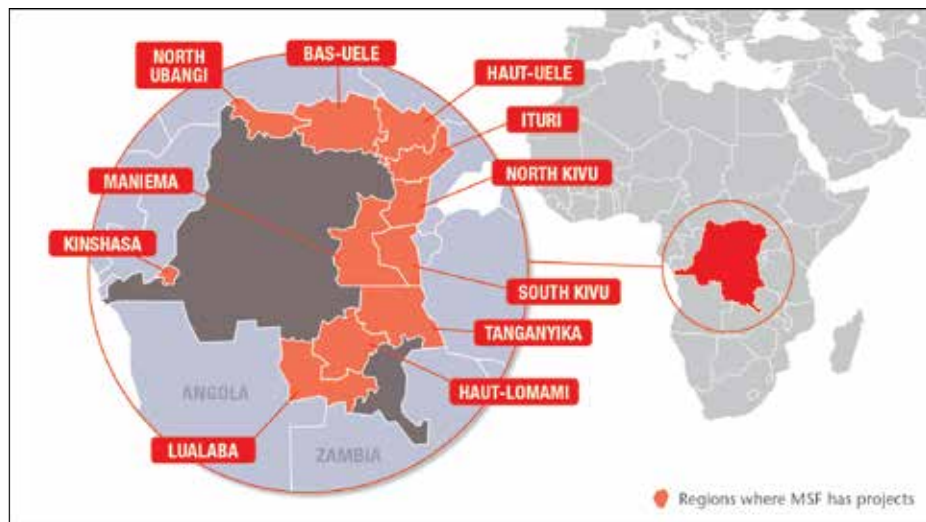 NORTH
UBANGI
BAS-UELE
HAUT-UELE
ITURI
NORTH KIVU
MANIEMA
KINSHASA
SOUTH KIVU
TANGANYIKA
HAUT-LOMAMI
ANGOLA
LUALABA
ZAMBIA
Regions where MSF has projects